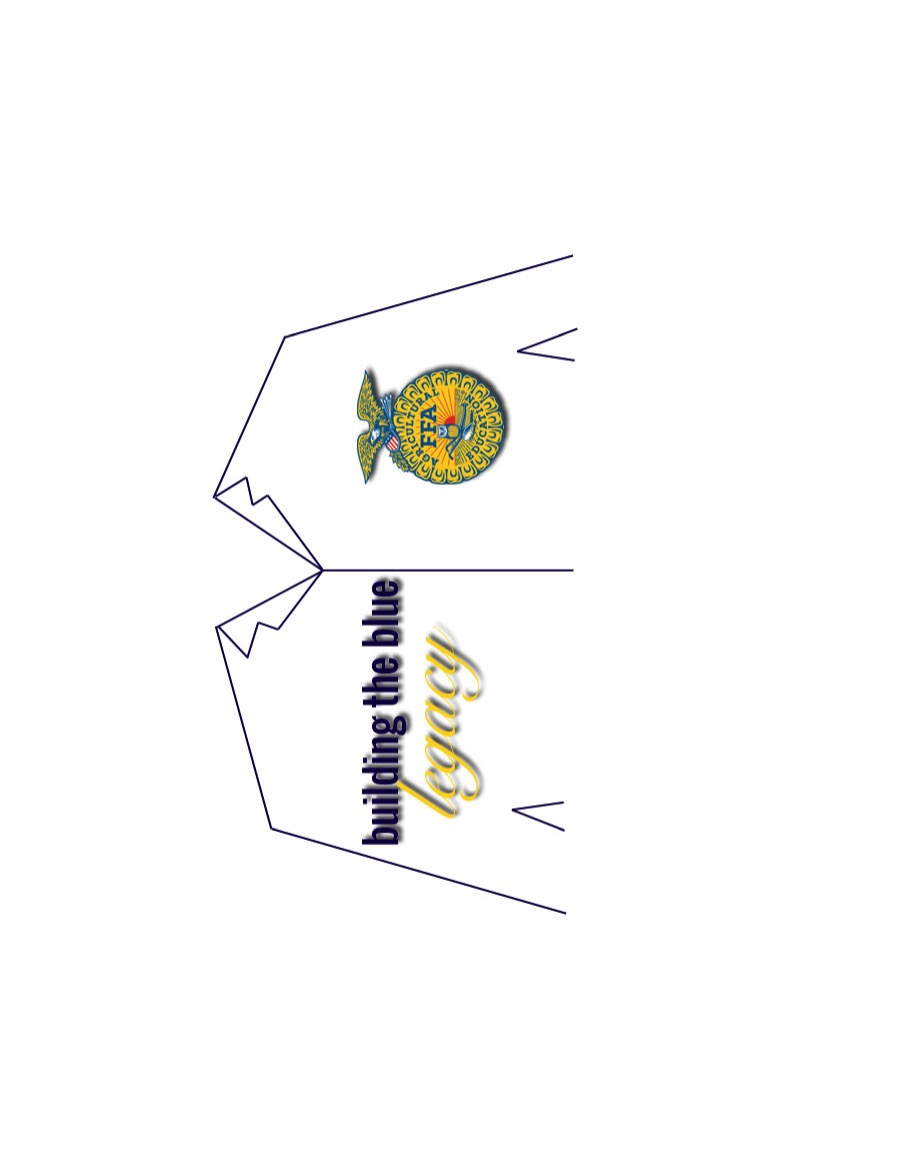 building the blue
legacy
AGRICULTURAL
FFA
EDUCATION